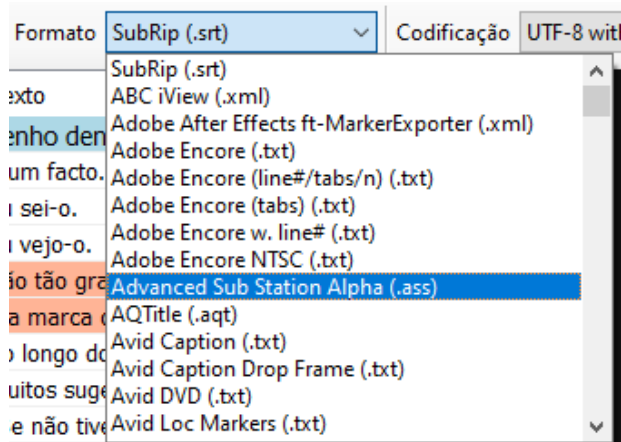 Formato SubRip (.srt) Codificação UTF-8 with
SubRip (.srt)
ABC iView (.xml)
Adobe After Effects ft-MarkerExporter (.xml)
Adobe Encore (.txt)
Adobe Encore (line#/tabs/n) (.txt)
Adobe Encore (tabs) (.txt)
Adobe Encore w. line# (.txt)
Adobe Encore NTSC (.txt)
Advanced Sub Station Alpha (.ass)
AQTitle (.aqt)
Avid Caption (.txt)
Avid Caption Drop Frame (.txt)
Avid DVD (.txt)
Avid Loc Markers (.txt)
exto
enho den
um facto.
sei-o.
vejo-o.
ão tão gra
a marca
longo do
uitos suge
e não tive